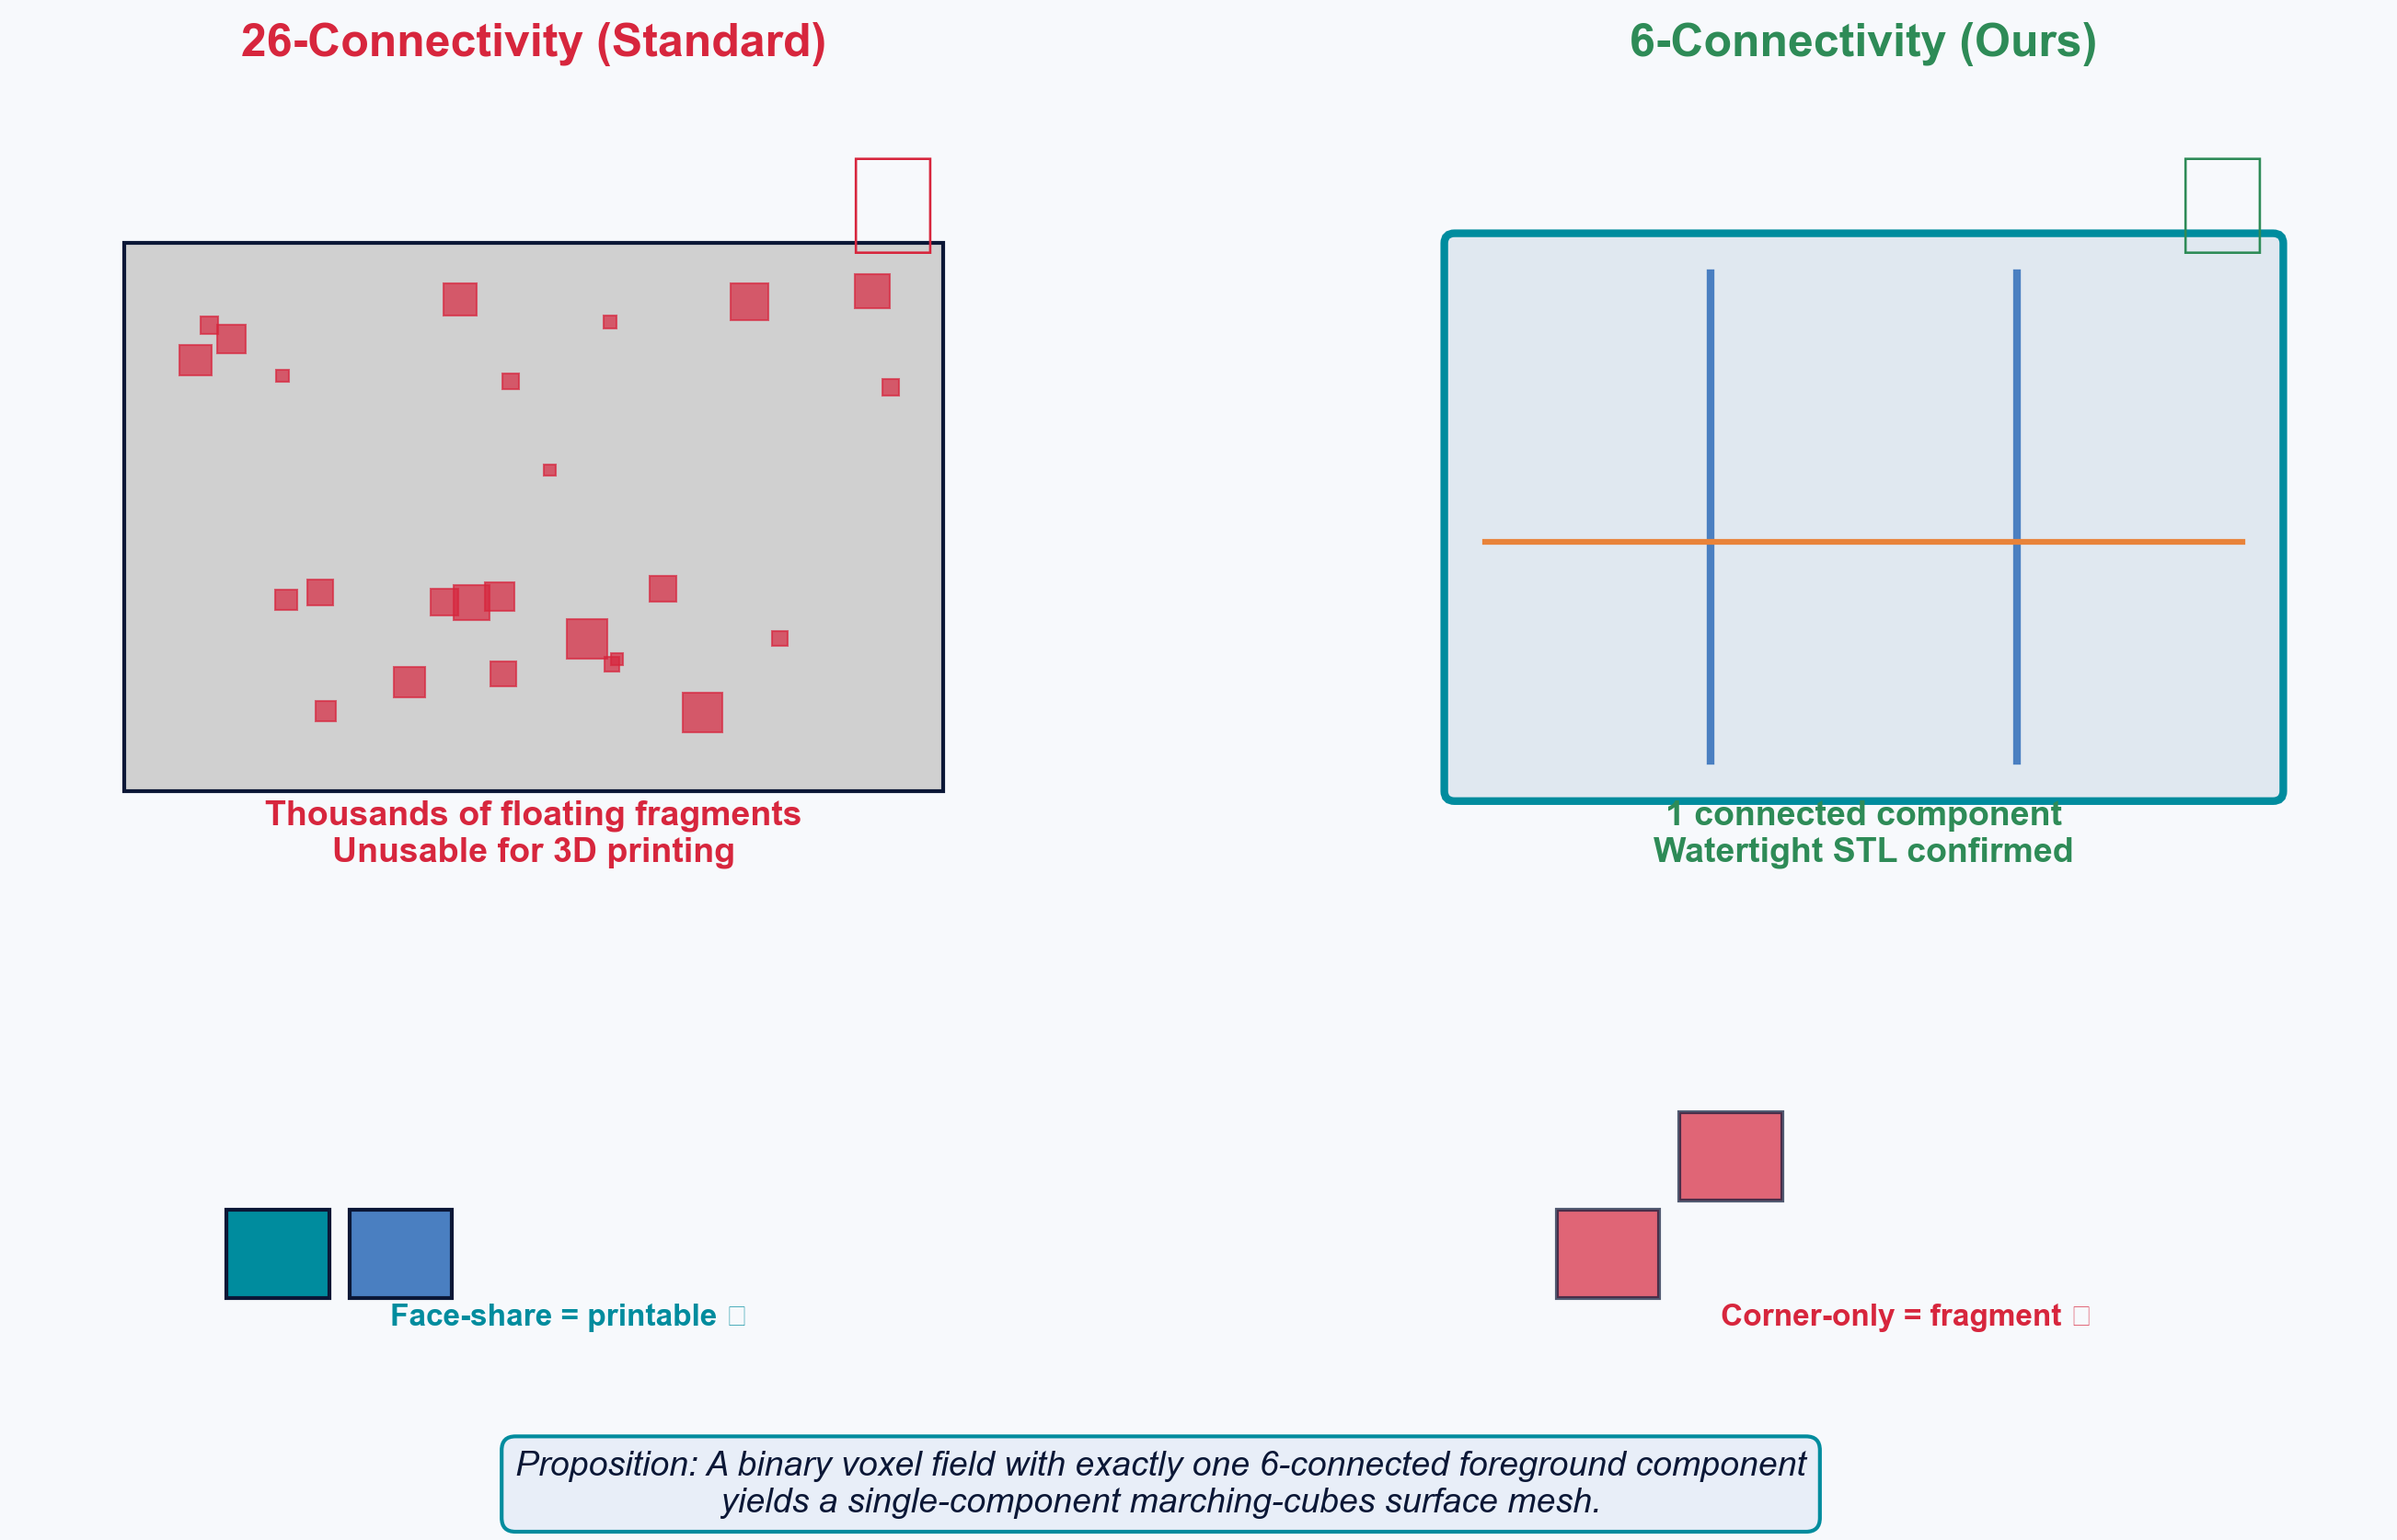 26-Connectivity (Standard)
6-Connectivity (Ours)
Thousands of floating fragments
Unusable for 3D printing
1 connected component
Watertight STL confirmed
Face-share = printable
Corner-only = fragment
Proposition: A binary voxel field with exactly one 6-connected foreground component
yields a single-component marching-cubes surface mesh.